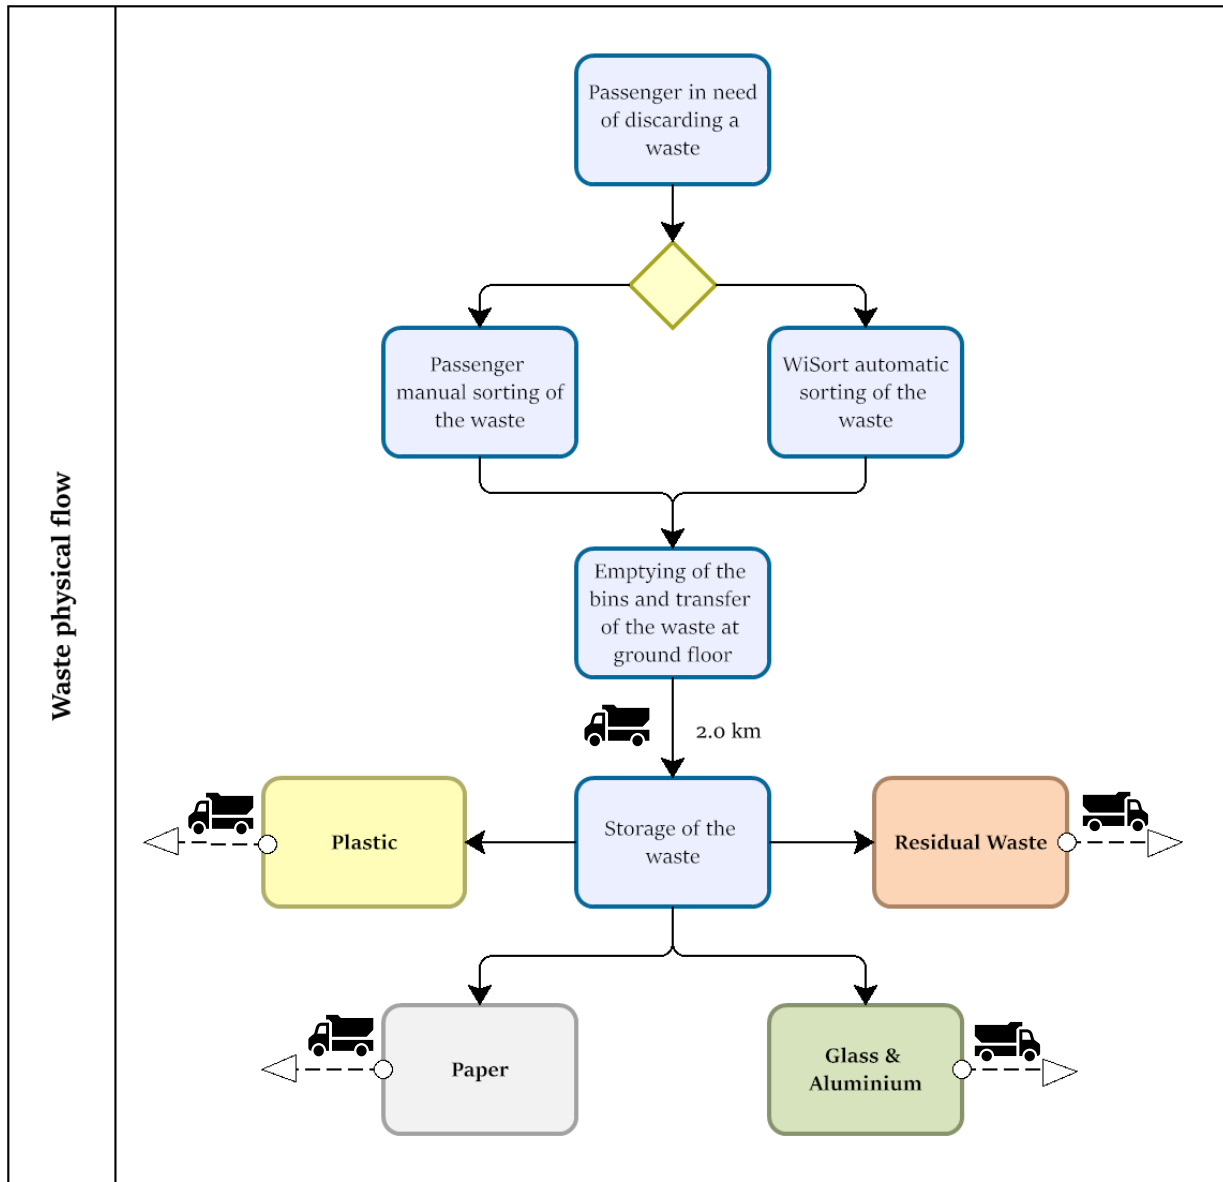 Waste physical flow
Passenger in need
of discarding a
waste
Passenger
manual sorting of
the waste
WiSort automatic
sorting of the
waste
Emptying of the
bins and transfer
of the waste at
ground floor
2.0 km
Plastic
Storage of the
waste
Residual Waste
Paper
Glass &
Aluminium